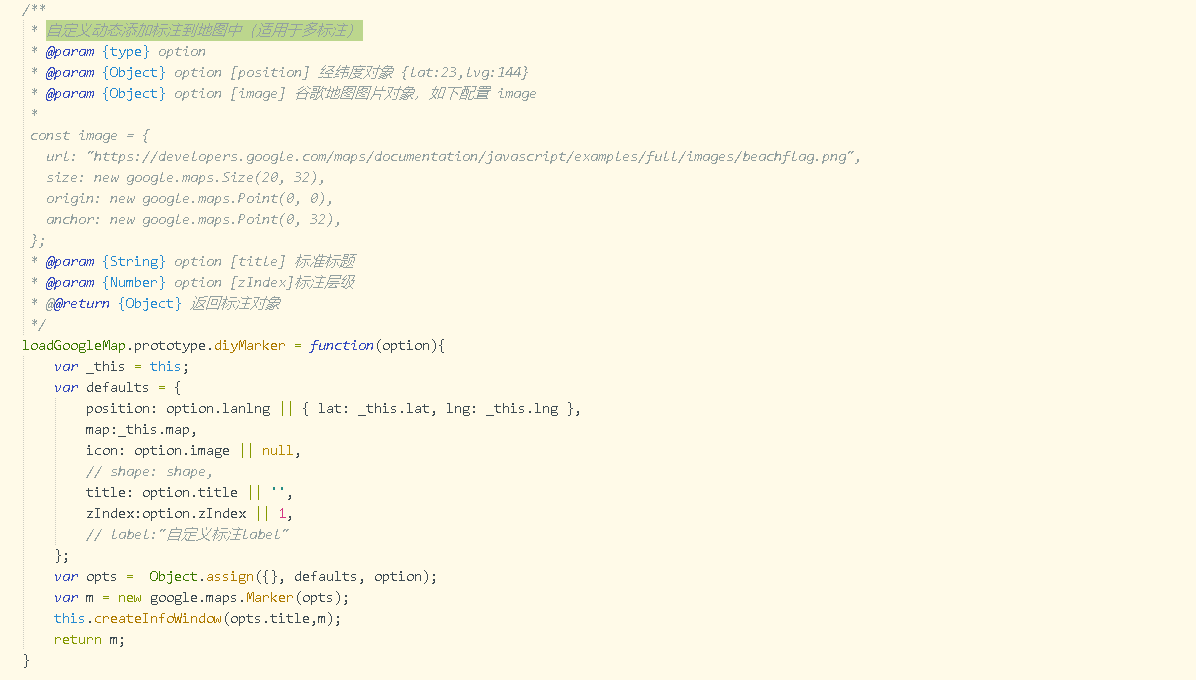 /**
 * 自定义动态添加标注到地图中（适用于多标注）
 * @param {type} option
 * @param {Object} option [position] 经纬度对象 {lat:23,lvg:144}
 * @param {Object} option [image] 谷歌地图图片对象, 如下配置 image
 *
 const image = {
   url: "https://developers.google.com/maps/documentation/javascript/examples/full/images/beachflag.png",
   size: new google.maps.Size(20, 32),
   origin: new google.maps.Point(0, 0),
   anchor: new google.maps.Point(0, 32),
 };
 * @param {String} option [title] 标准标题
 * @param {Number} option [zIndex]标注层级
 * @@return {Object} 返回标注对象
 */
loadGoogleMap.prototype.diyMarker = function(option){
    var _this = this;
    var defaults = {
        position: option.lanlng || { lat: _this.lat, lng: _this.lng },
        map:_this.map,
        icon: option.image || null,
        // shape: shape,
        title: option.title || '',
        zIndex:option.zIndex || 1,
        // label:"自定义标注label"
    };
    var opts =  Object.assign({}, defaults, option);
    var m = new google.maps.Marker(opts);
    this.createInfoWindow(opts.title,m);
    return m;
}